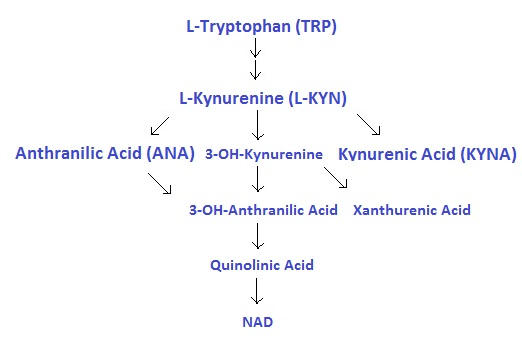 L-Tryptophan (TRP)
L-Kynurenine (L-KYN)
Anthranilic Acid (ANA) 3-OH-Kynurenine Kynurenic Acid (KYNA)
3-OH-Anthranilic Acid Xanthurenic Acid
Quinolinic Acid
NAD